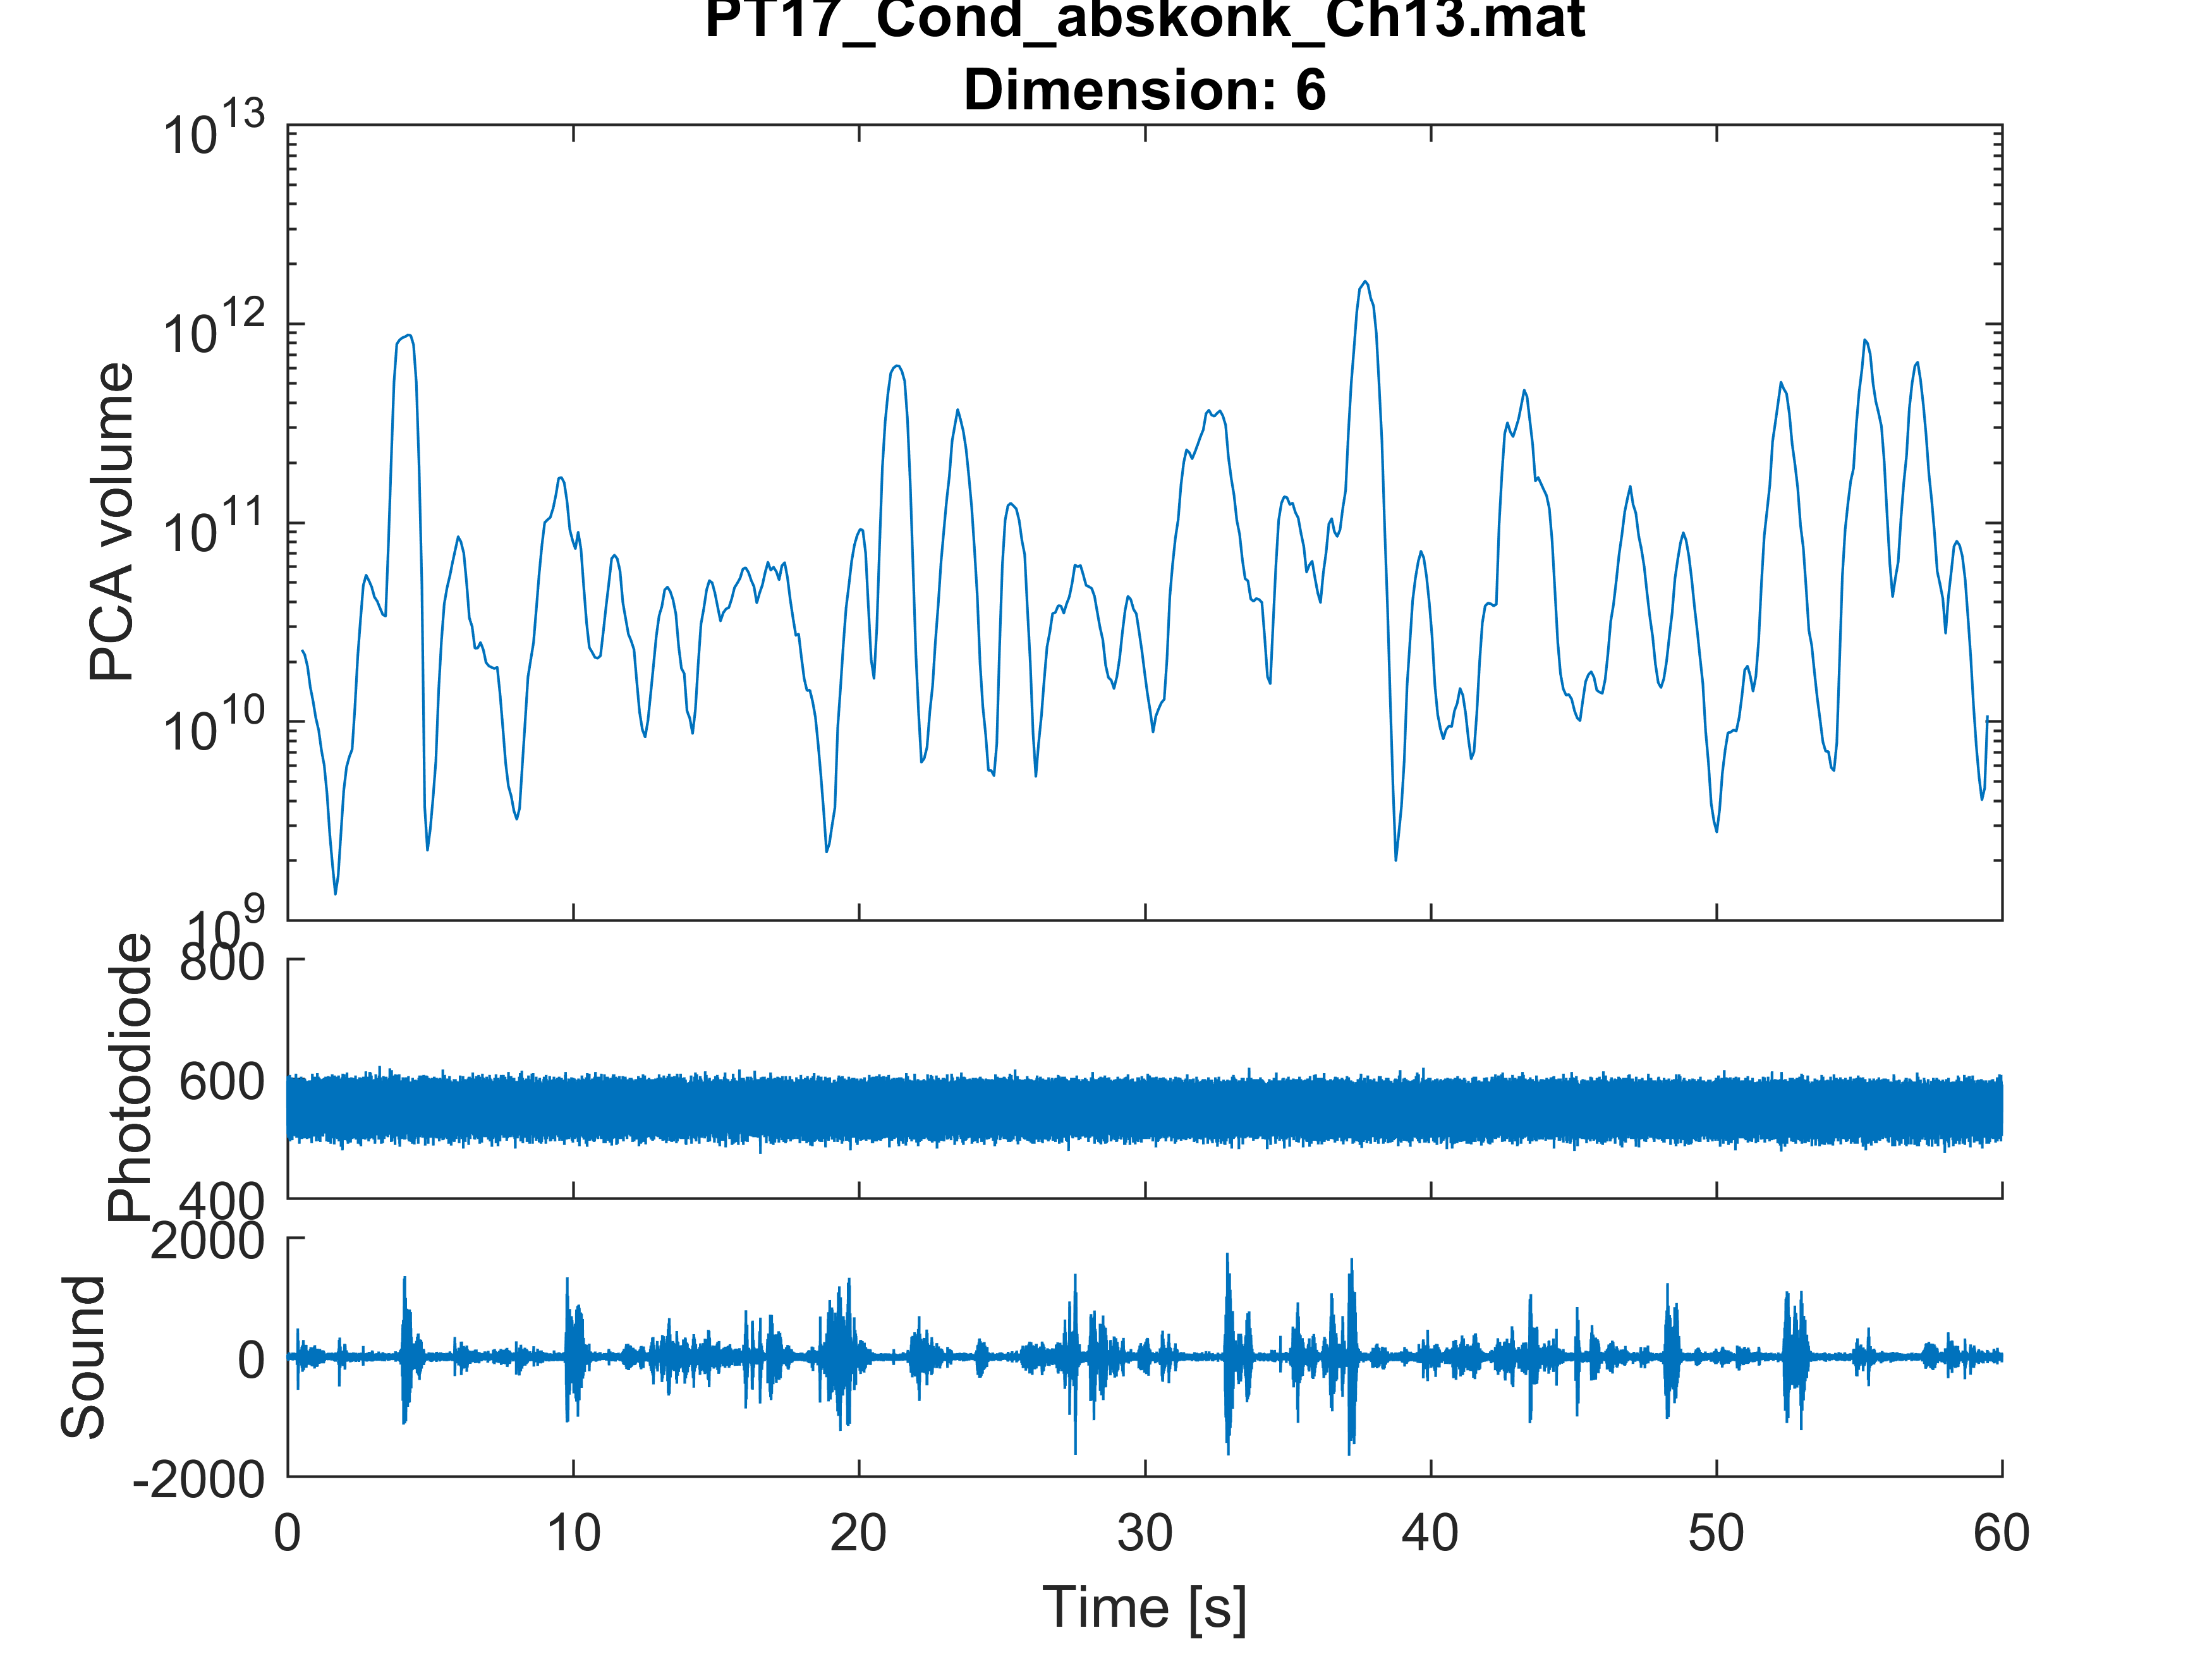 PT17_Cond_abskonk_Ch13.mat
Dimension: 6
10^13
10^12
10^11
10^10
10^9
PCA volume
800
600
400
Photodiode
2000
0
-2000
Sound
0 10 20 30 40 50 60
Time [s]